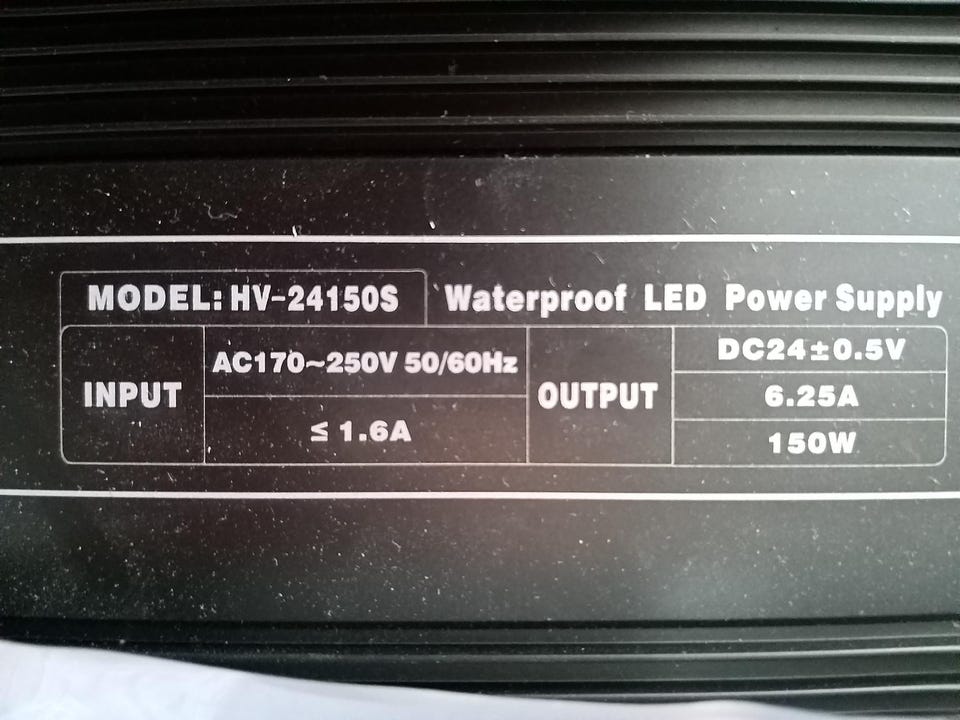 MODEL: HV-24150S Waterproof LED Power Supply
INPUT
AC170~250V 50/60Hz
≤ 1.6A
OUTPUT
DC24±0.5V
6.25A
150W